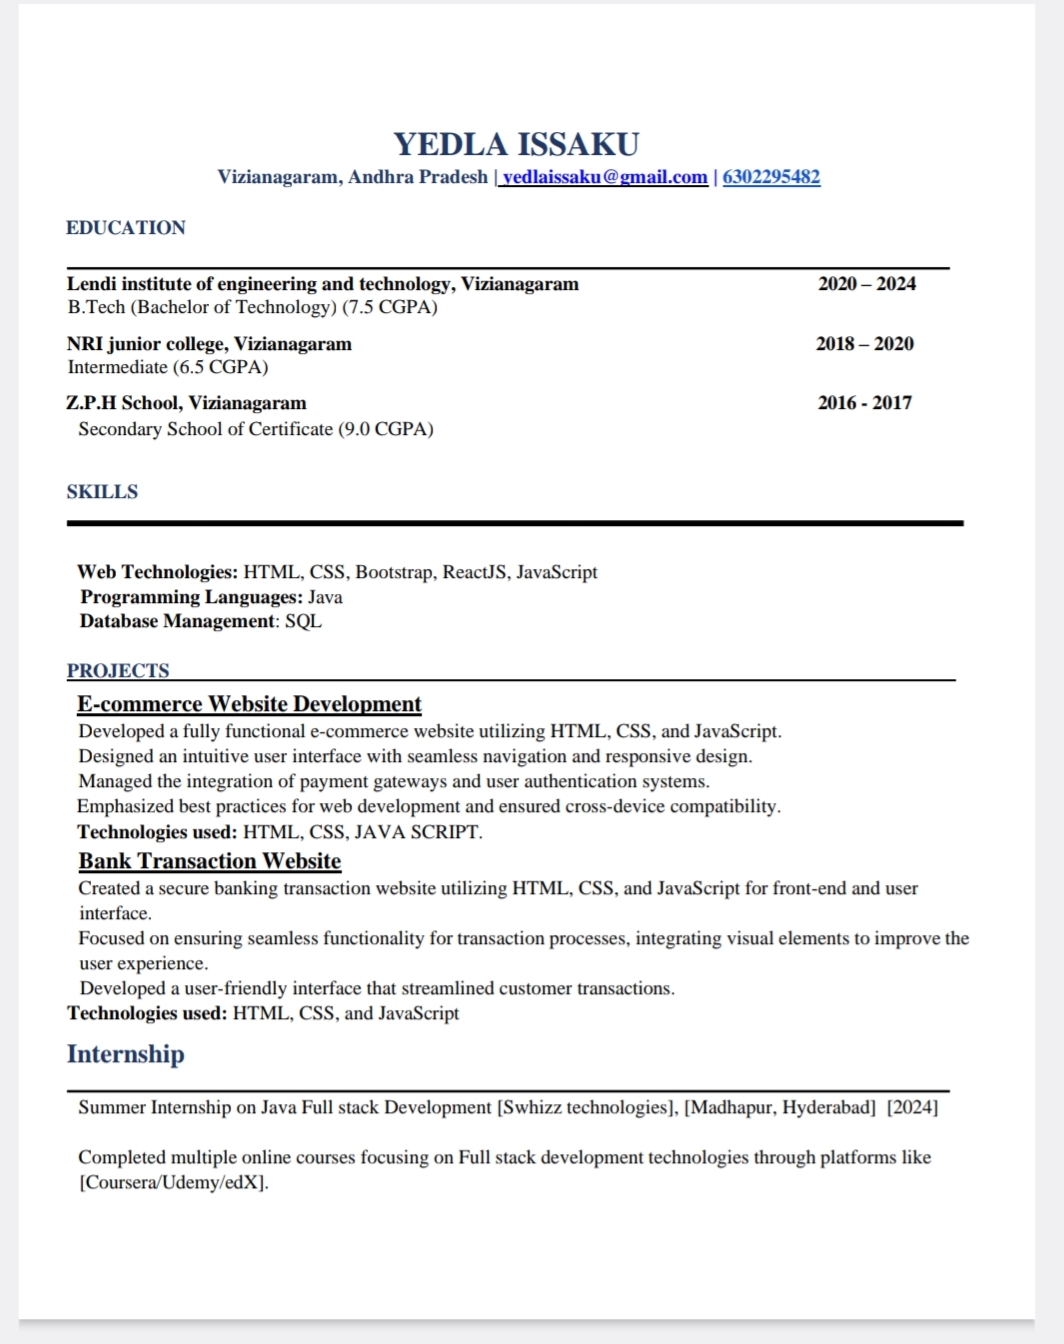 YEDLA ISSAKU
Vizianagaram, Andhra Pradesh | yedlaissaku@gmail.com | 6302295482
EDUCATION
Lendi institute of engineering and technology, Vizianagaram 2020 – 2024
B.Tech (Bachelor of Technology) (7.5 CGPA)
NRI junior college, Vizianagaram 2018 – 2020
Intermediate (6.5 CGPA)
Z.P.H School, Vizianagaram 2016 - 2017
Secondary School of Certificate (9.0 CGPA)
SKILLS
Web Technologies: HTML, CSS, Bootstrap, ReactJS, JavaScript
Programming Languages: Java
Database Management: SQL
PROJECTS
E-commerce Website Development
Developed a fully functional e-commerce website utilizing HTML, CSS, and JavaScript.
Designed an intuitive user interface with seamless navigation and responsive design.
Managed the integration of payment gateways and user authentication systems.
Emphasized best practices for web development and ensured cross-device compatibility.
Technologies used: HTML, CSS, JAVA SCRIPT.
Bank Transaction Website
Created a secure banking transaction website utilizing HTML, CSS, and JavaScript for front-end and user
interface.
Focused on ensuring seamless functionality for transaction processes, integrating visual elements to improve the
user experience.
Developed a user-friendly interface that streamlined customer transactions.
Technologies used: HTML, CSS, and JavaScript
Internship
Summer Internship on Java Full stack Development [Swhizz technologies], [Madhapur, Hyderabad] [2024]
Completed multiple online courses focusing on Full stack development technologies through platforms like
[Coursera/Udemy/edX].